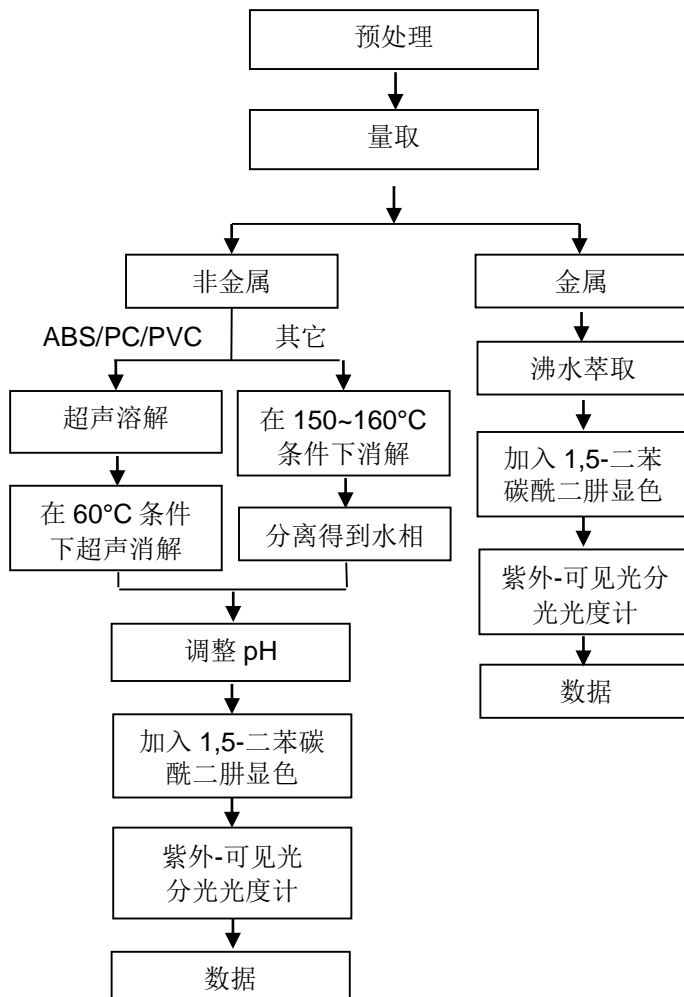 预处理
量取
非金属
金属
ABS/PC/PVC
其它
沸水萃取
超声溶解
在 150~160°C
条件下消解
加入 1,5-二苯
碳酰二肼显色
在 60°C 条件
下超声消解
分离得到水相
紫外-可见光分
光光度计
调整 pH
数据
加入 1,5-二苯碳
酰二肼显色
紫外-可见光
分光光度计
数据